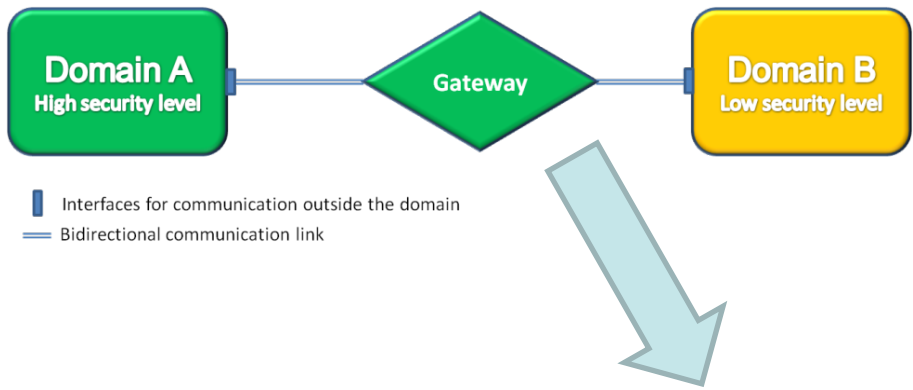 Domain A
High security level
Gateway
Domain B
Low security level
Interfaces for communication outside the domain
Bidirectional communication link